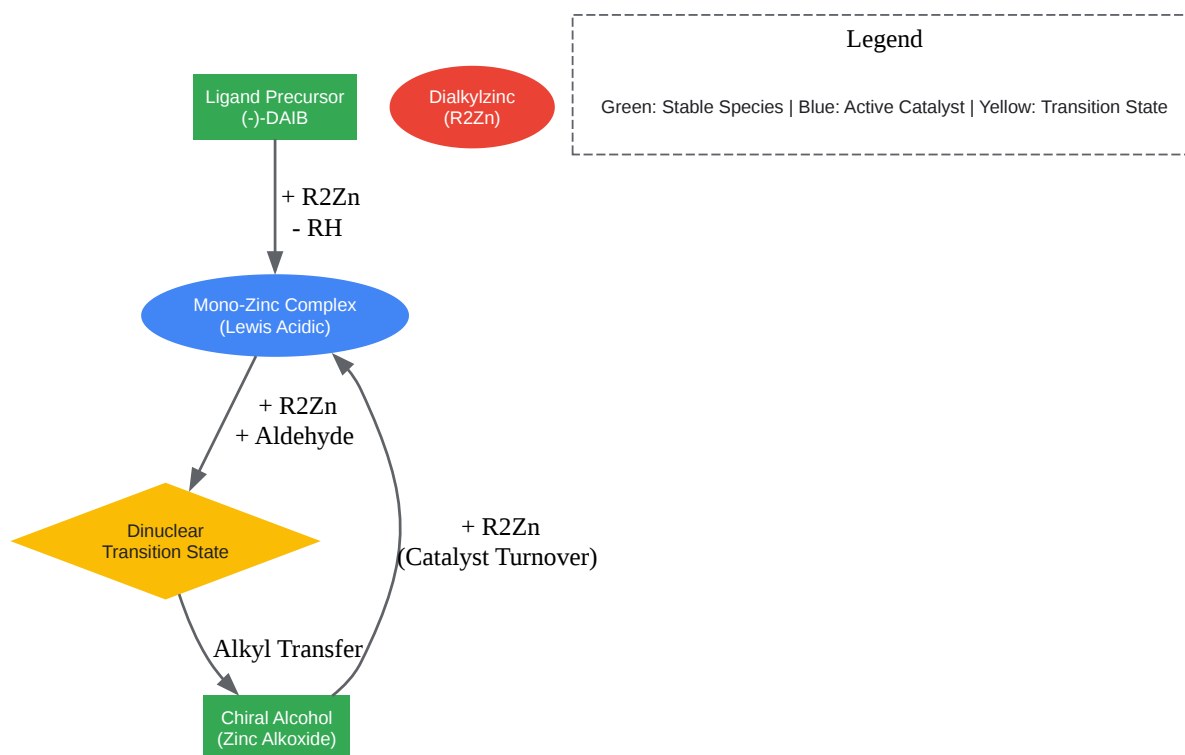 Legend
Green: Stable Species | Blue: Active Catalyst | Yellow: Transition State
Ligand Precursor
(-)-DAIB
Dialkylzinc
(R2Zn)
+ R2Zn
- RH
Mono-Zinc Complex
(Lewis Acidic)
+ R2Zn
+ Aldehyde
Dinuclear
Transition State
+ R2Zn
(Catalyst Turnover)
Alkyl Transfer
Chiral Alcohol
(Zinc Alkoxide)